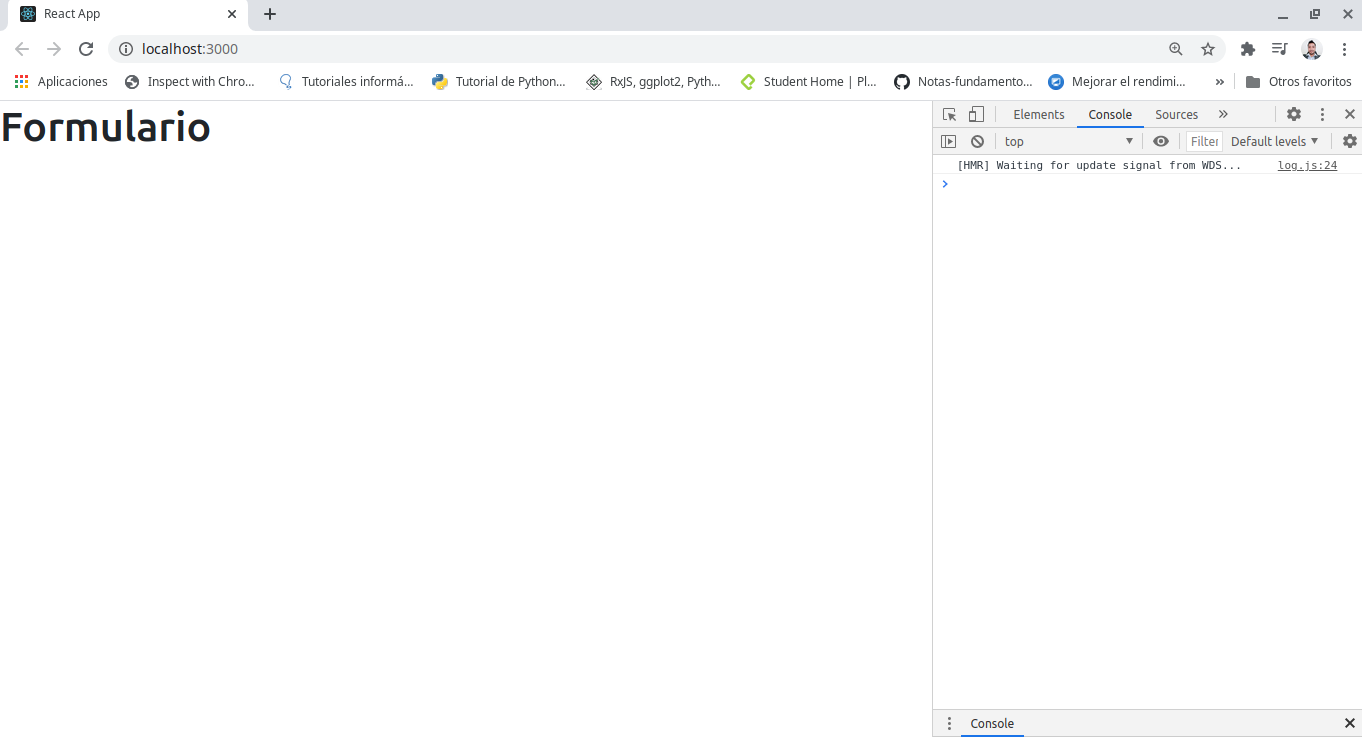 React App
localhost:3000
Aplicaciones Inspect with Chro... Tutoriales informá... Tutorial de Python... RxJS, ggplot2, Pyth... Student Home | Pl... Notas-fundamento... Mejorar el rendimi... » Otros favoritos
Formulario
Elements Console Sources »
top Filter Default levels
[HMR] Waiting for update signal from WDS... log.js:24
Console